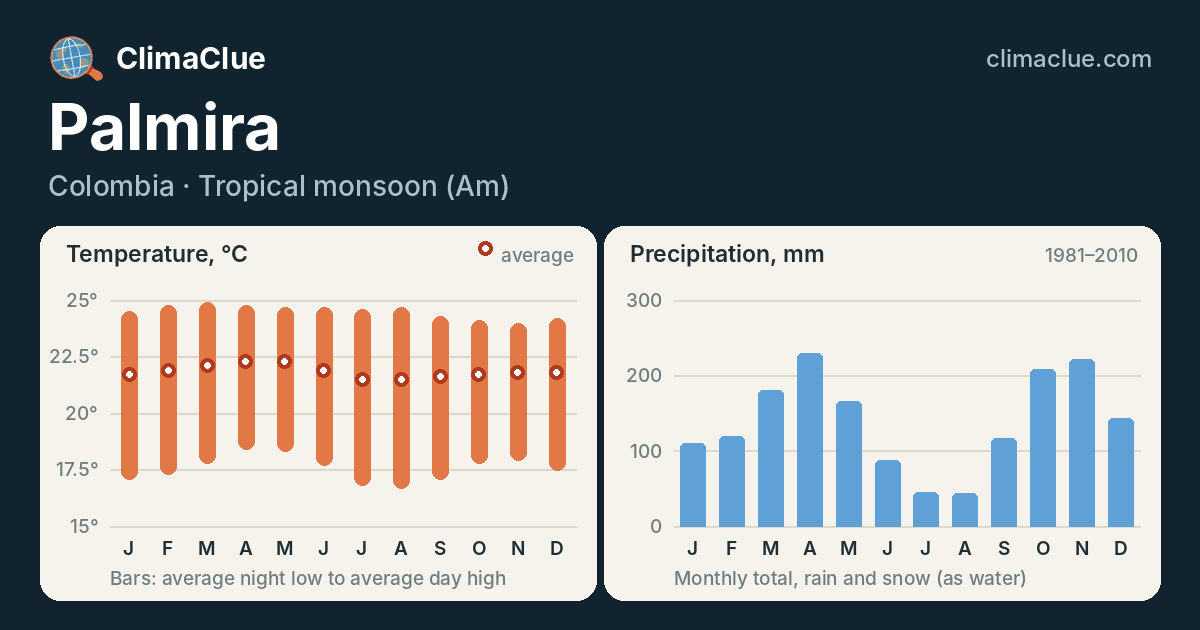 ClimaClue
climaclue.com
Palmira
Colombia · Tropical monsoon (Am)
Temperature, °C
average
25°
22.5°
20°
17.5°
15°
J F M A M J J A S O N D
Bars: average night low to average day high
Precipitation, mm
1981–2010
300
200
100
0
J F M A M J J A S O N D
Monthly total, rain and snow (as water)